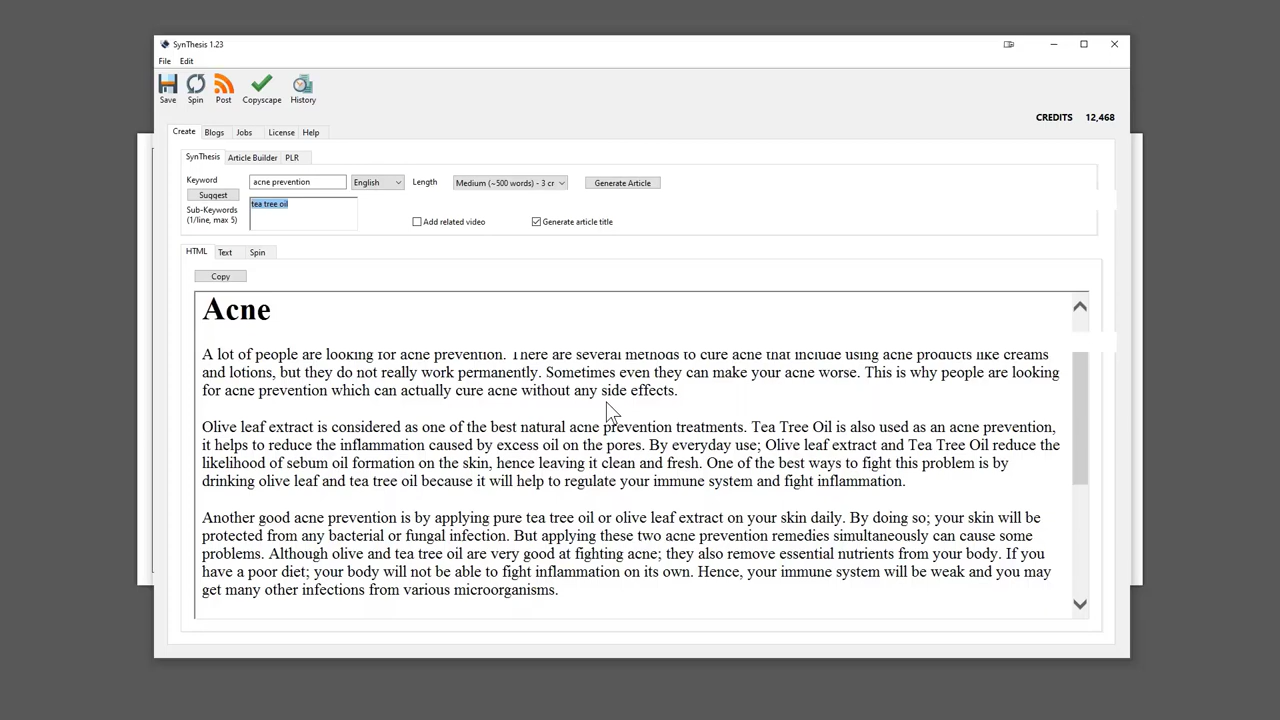 SynThesis 1.23
File Edit
Save Spin Post Copyscape History
CREDITS 12,468
Create Blogs Jobs License Help
SynThesis Article Builder PLR
Keyword acne prevention English Length Medium (~500 words) - 3 cr Generate Article
Suggest
Sub-Keywords tea tree oil
(1/line, max 5) Add related video Generate article title
HTML Text Spin
Copy
Acne
A lot of people are looking for acne prevention. There are several methods to cure acne that include using acne products like creams
and lotions, but they do not really work permanently. Sometimes even they can make your acne worse. This is why people are looking
for acne prevention which can actually cure acne without any side effects.
Olive leaf extract is considered as one of the best natural acne prevention treatments. Tea Tree Oil is also used as an acne prevention,
it helps to reduce the inflammation caused by excess oil on the pores. By everyday use; Olive leaf extract and Tea Tree Oil reduce the
likelihood of sebum oil formation on the skin, hence leaving it clean and fresh. One of the best ways to fight this problem is by
drinking olive leaf and tea tree oil because it will help to regulate your immune system and fight inflammation.
Another good acne prevention is by applying pure tea tree oil or olive leaf extract on your skin daily. By doing so; your skin will be
protected from any bacterial or fungal infection. But applying these two acne prevention remedies simultaneously can cause some
problems. Although olive and tea tree oil are very good at fighting acne; they also remove essential nutrients from your body. If you
have a poor diet; your body will not be able to fight inflammation on its own. Hence, your immune system will be weak and you may
get many other infections from various microorganisms.